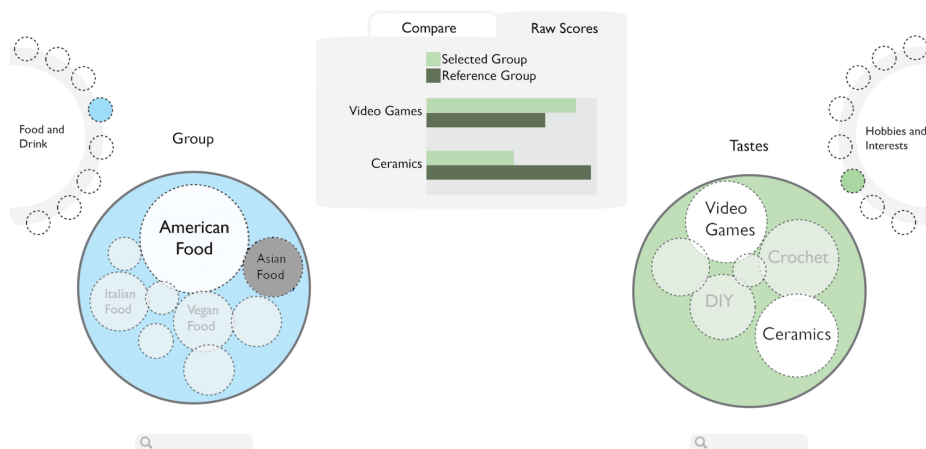 Compare
Raw Scores
Selected Group
Reference Group
Video Games
Ceramics
Food and
Drink
Group
American
Food
Asian
Food
Italian
Food
Vegan
Food
Hobbies and
Interests
Tastes
Video
Games
Crochet
DIY
Ceramics